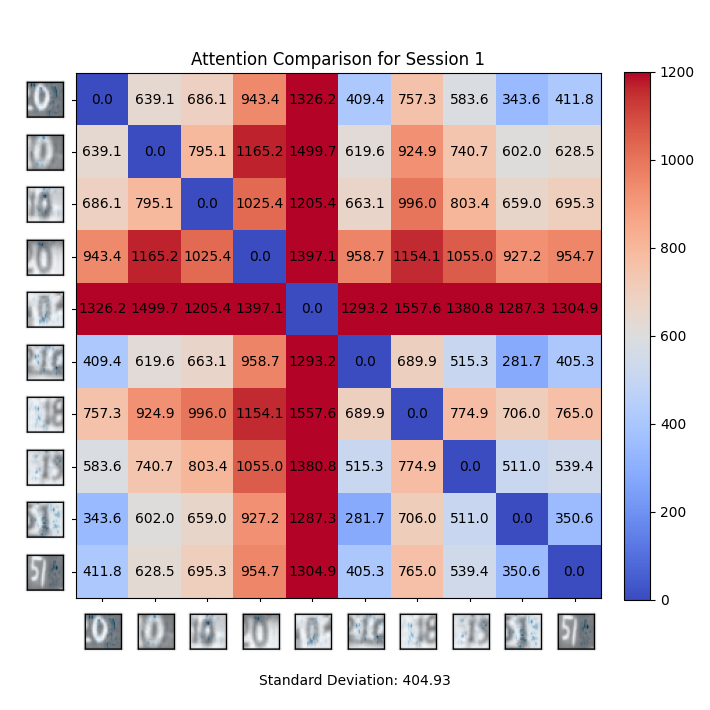 Attention Comparison for Session 1
0.0 639.1 686.1 943.4 1326.2 409.4 757.3 583.6 343.6 411.8
639.1 0.0 795.1 1165.2 1499.7 619.6 924.9 740.7 602.0 628.5
686.1 795.1 0.0 1025.4 1205.4 663.1 996.0 803.4 659.0 695.3
943.4 1165.2 1025.4 0.0 1397.1 958.7 1154.1 1055.0 927.2 954.7
1326.2 1499.7 1205.4 1397.1 0.0 1293.2 1557.6 1380.8 1287.3 1304.9
409.4 619.6 663.1 958.7 1293.2 0.0 689.9 515.3 281.7 405.3
757.3 924.9 996.0 1154.1 1557.6 689.9 0.0 774.9 706.0 765.0
583.6 740.7 803.4 1055.0 1380.8 515.3 774.9 0.0 511.0 539.4
343.6 602.0 659.0 927.2 1287.3 281.7 706.0 511.0 0.0 350.6
411.8 628.5 695.3 954.7 1304.9 405.3 765.0 539.4 350.6 0.0
1200
1000
800
600
400
200
0
Standard Deviation: 404.93